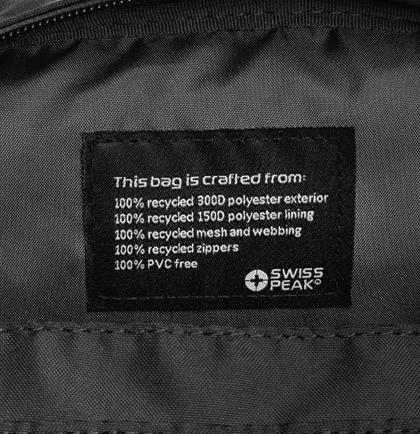 This bag is crafted from:
100% recycled 300D polyester exterior
100% recycled 150D polyester lining
100% recycled mesh and webbing
100% recycled zippers
100% PVC free
SWISS
PEAK